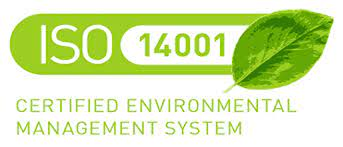 ISO 14001
CERTIFIED ENVIRONMENTAL
MANAGEMENT SYSTEM